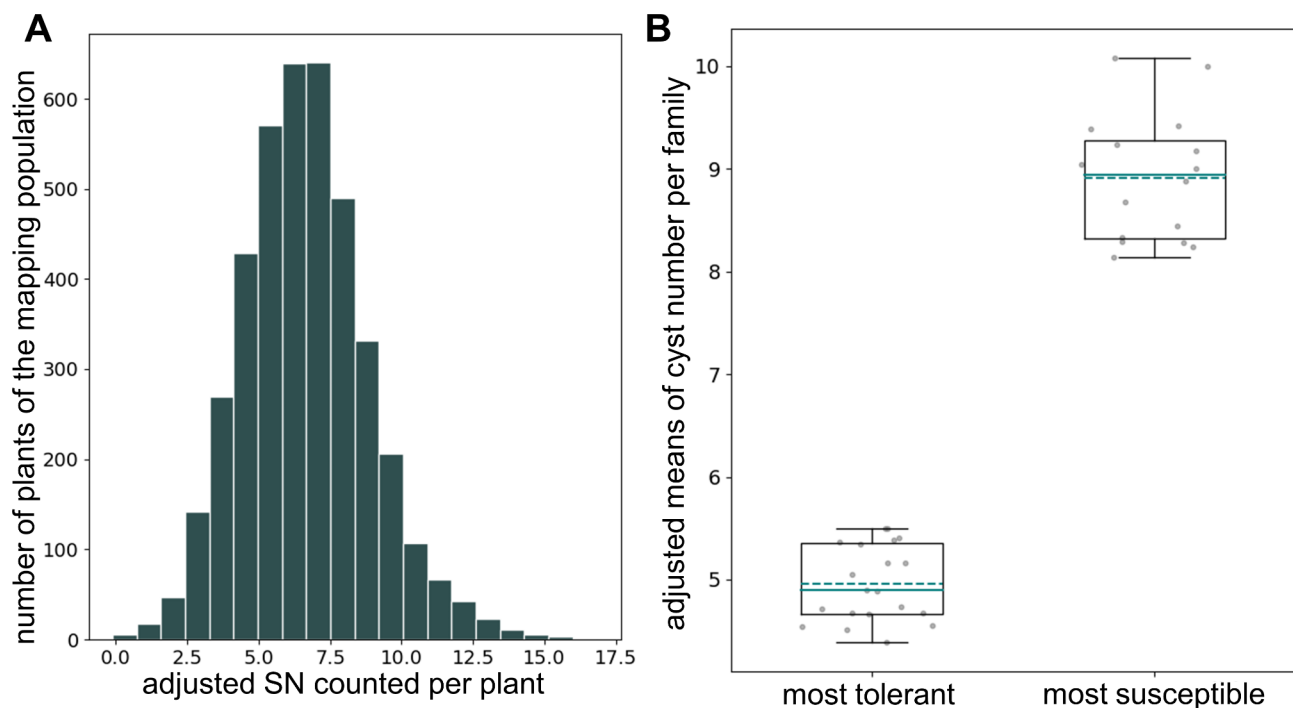 A
number of plants of the mapping population
600
500
400
300
200
100
0
0.0 2.5 5.0 7.5 10.0 12.5 15.0 17.5
adjusted SN counted per plant
B
adjusted means of cyst number per family
10
9
8
7
6
5
most tolerant most susceptible